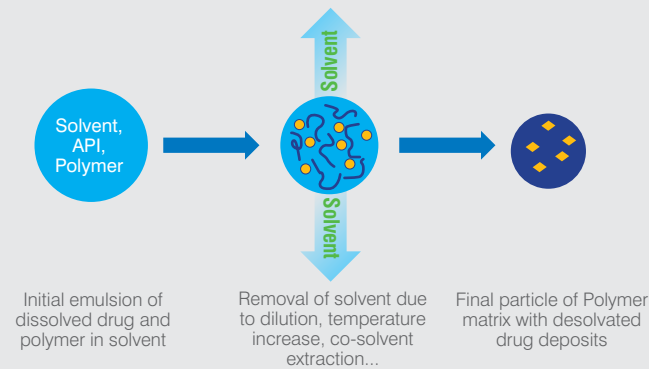 Solvent,
API,
Polymer
Solvent
Solvent
Initial emulsion of
dissolved drug and
polymer in solvent
Removal of solvent due
to dilution, temperature
increase, co-solvent
extraction...
Final particle of Polymer
matrix with desolvated
drug deposits